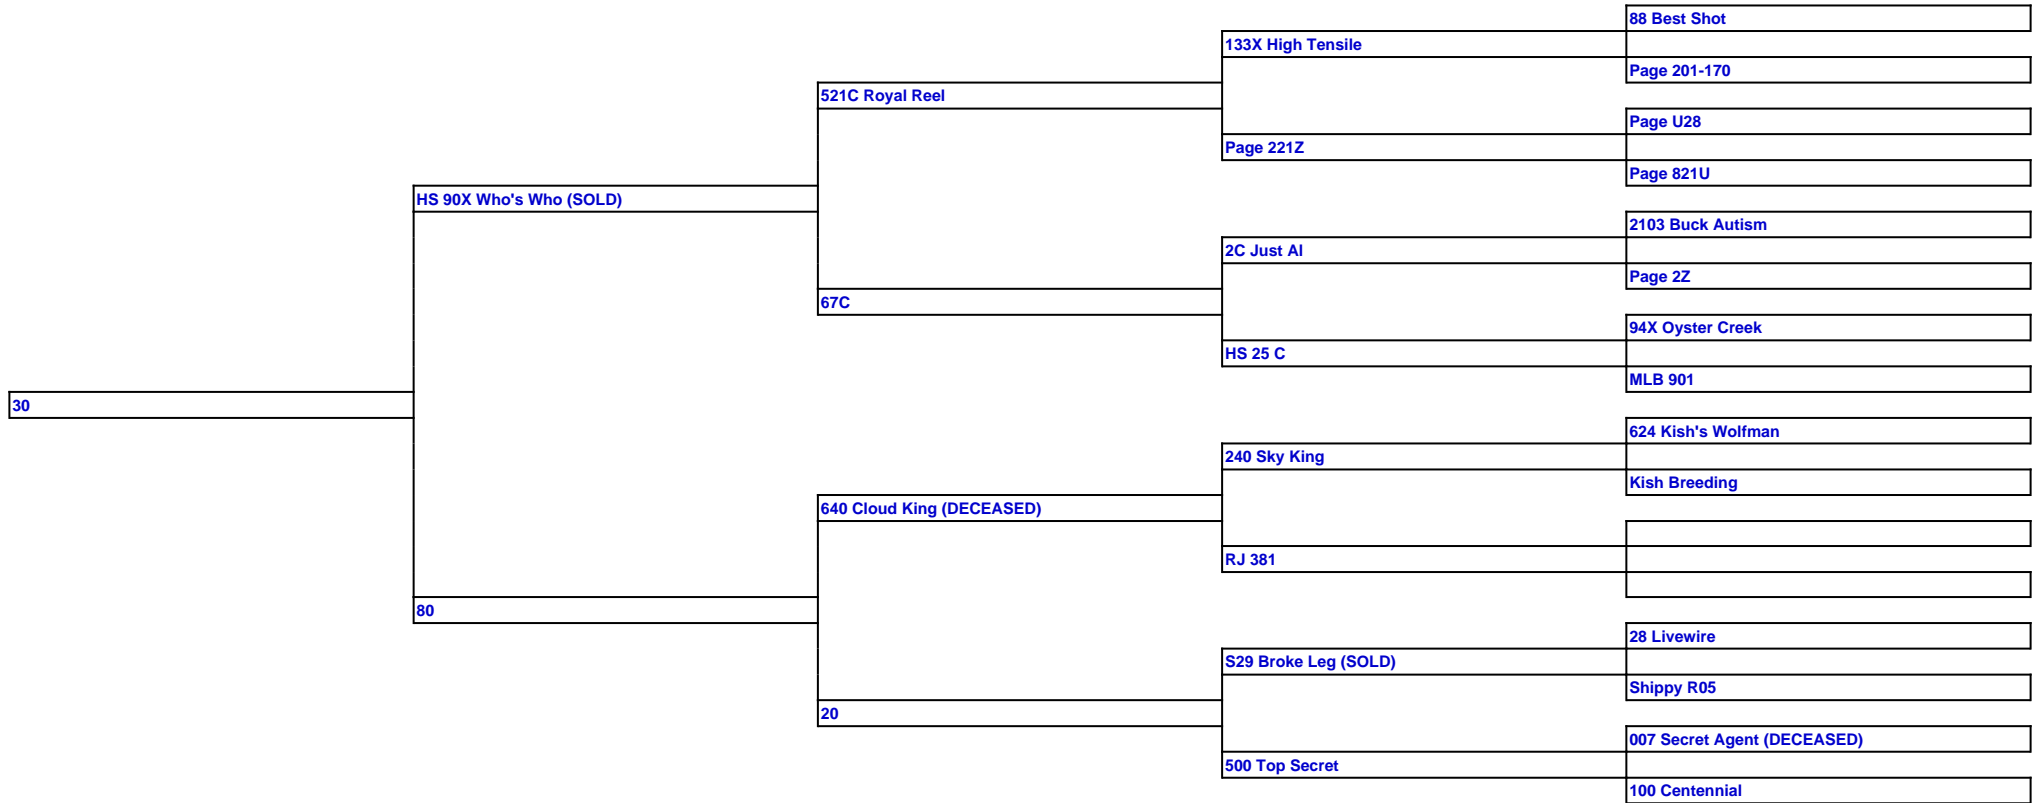 88 Best Shot
133X High Tensile
Page 201-170
521C Royal Reel
Page U28
Page 221Z
Page 821U
HS 90X Who's Who (SOLD)
2103 Buck Autism
2C Just AI
Page 2Z
67C
94X Oyster Creek
HS 25 C
MLB 901
30
624 Kish's Wolfman
240 Sky King
Kish Breeding
640 Cloud King (DECEASED)
RJ 381
80
28 Livewire
S29 Broke Leg (SOLD)
Shippy R05
20
007 Secret Agent (DECEASED)
500 Top Secret
100 Centennial